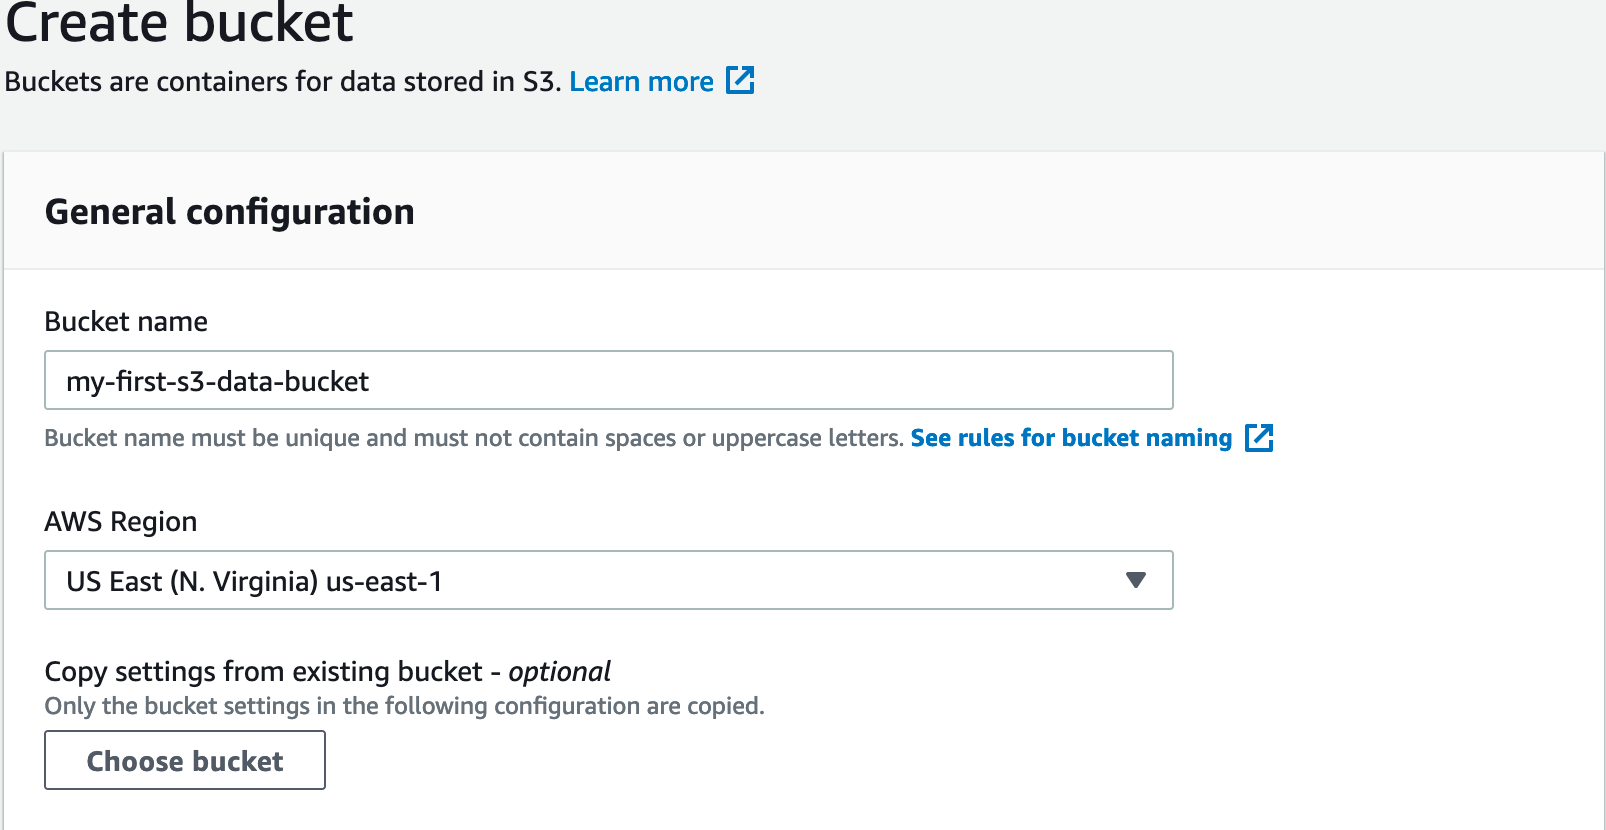 Create bucket
Buckets are containers for data stored in S3. Learn more
General configuration
Bucket name
my-first-s3-data-bucket
Bucket name must be unique and must not contain spaces or uppercase letters. See rules for bucket naming
AWS Region
US East (N. Virginia) us-east-1
Copy settings from existing bucket - optional
Only the bucket settings in the following configuration are copied.
Choose bucket